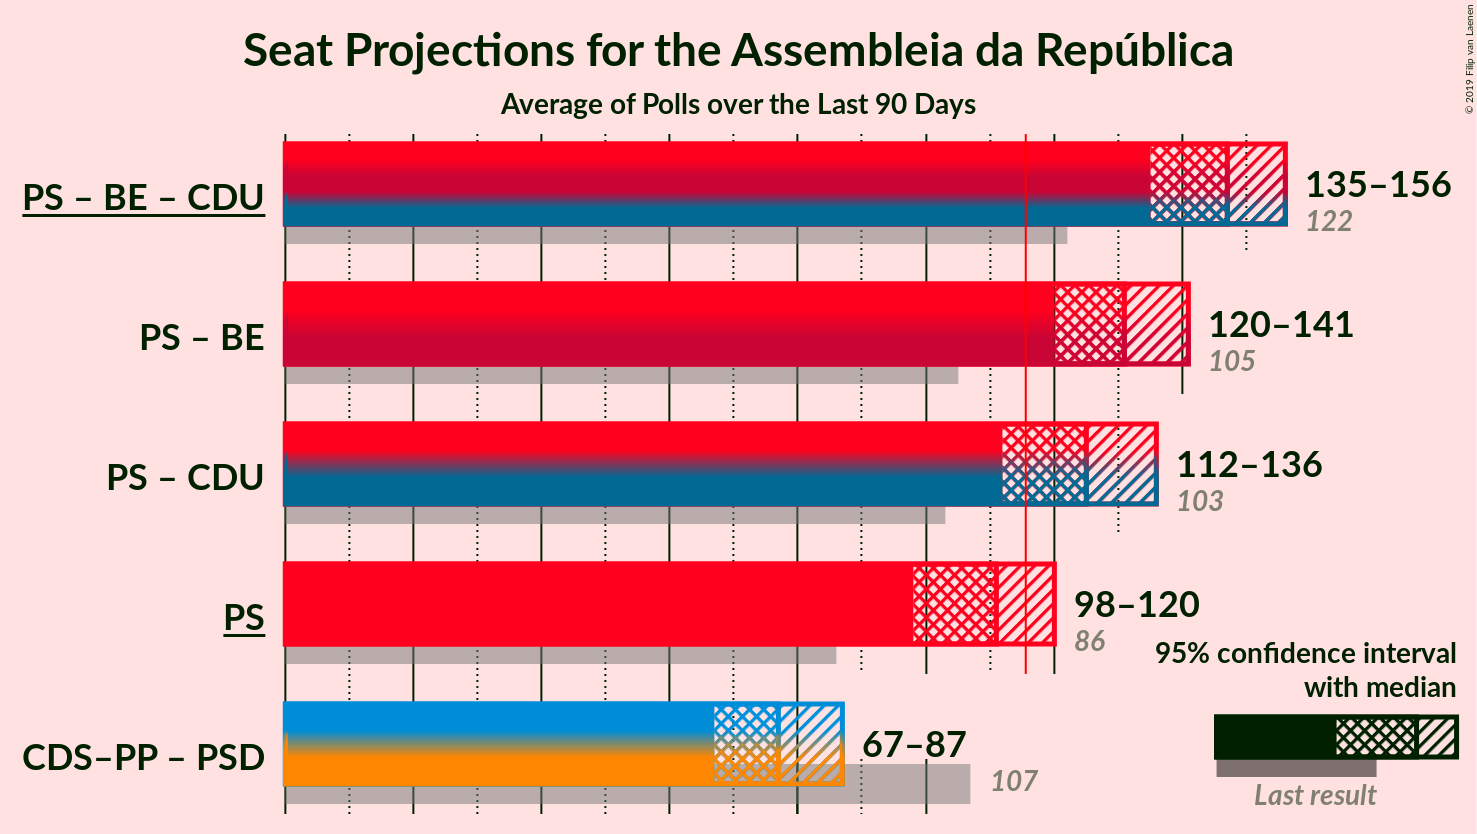 Seat Projections for the Assembleia da República
Average of Polls over the Last 90 Days
© 2019 Filip van Laenen
PS – BE – CDU
135–156
122
PS – BE
120–141
105
PS – CDU
112–136
103
PS
98–120
86
CDS–PP – PSD
67–87
107
95% confidence interval
with median
Last result